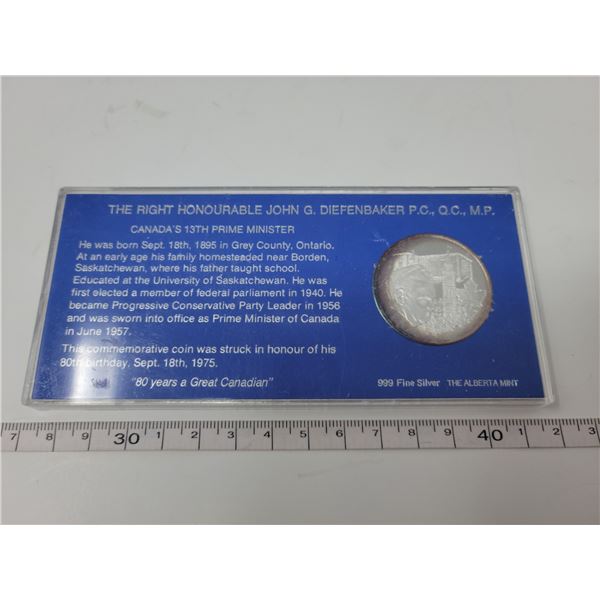 THE RIGHT HONOURABLE JOHN G. DIEFENBAKER P.C., Q.C., M.P.
CANADA'S 13TH PRIME MINISTER
He was born Sept. 18th, 1895 in Grey County, Ontario.
At an early age his family homesteaded near Borden,
Saskatchewan, where his father taught school.
Educated at the University of Saskatchewan. He was
first elected a member of federal parliament in 1940. He
became Progressive Conservative Party Leader in 1956
and was sworn into office as Prime Minister of Canada
in June 1957.
This commemorative coin was struck in honour of his
80th birthday, Sept. 18th, 1975.
"80 years a Great Canadian"
999 Fine Silver THE ALBERTA MINT
7 8 9 30 1 2 3 4 5 6 7 8 9 40 1 2